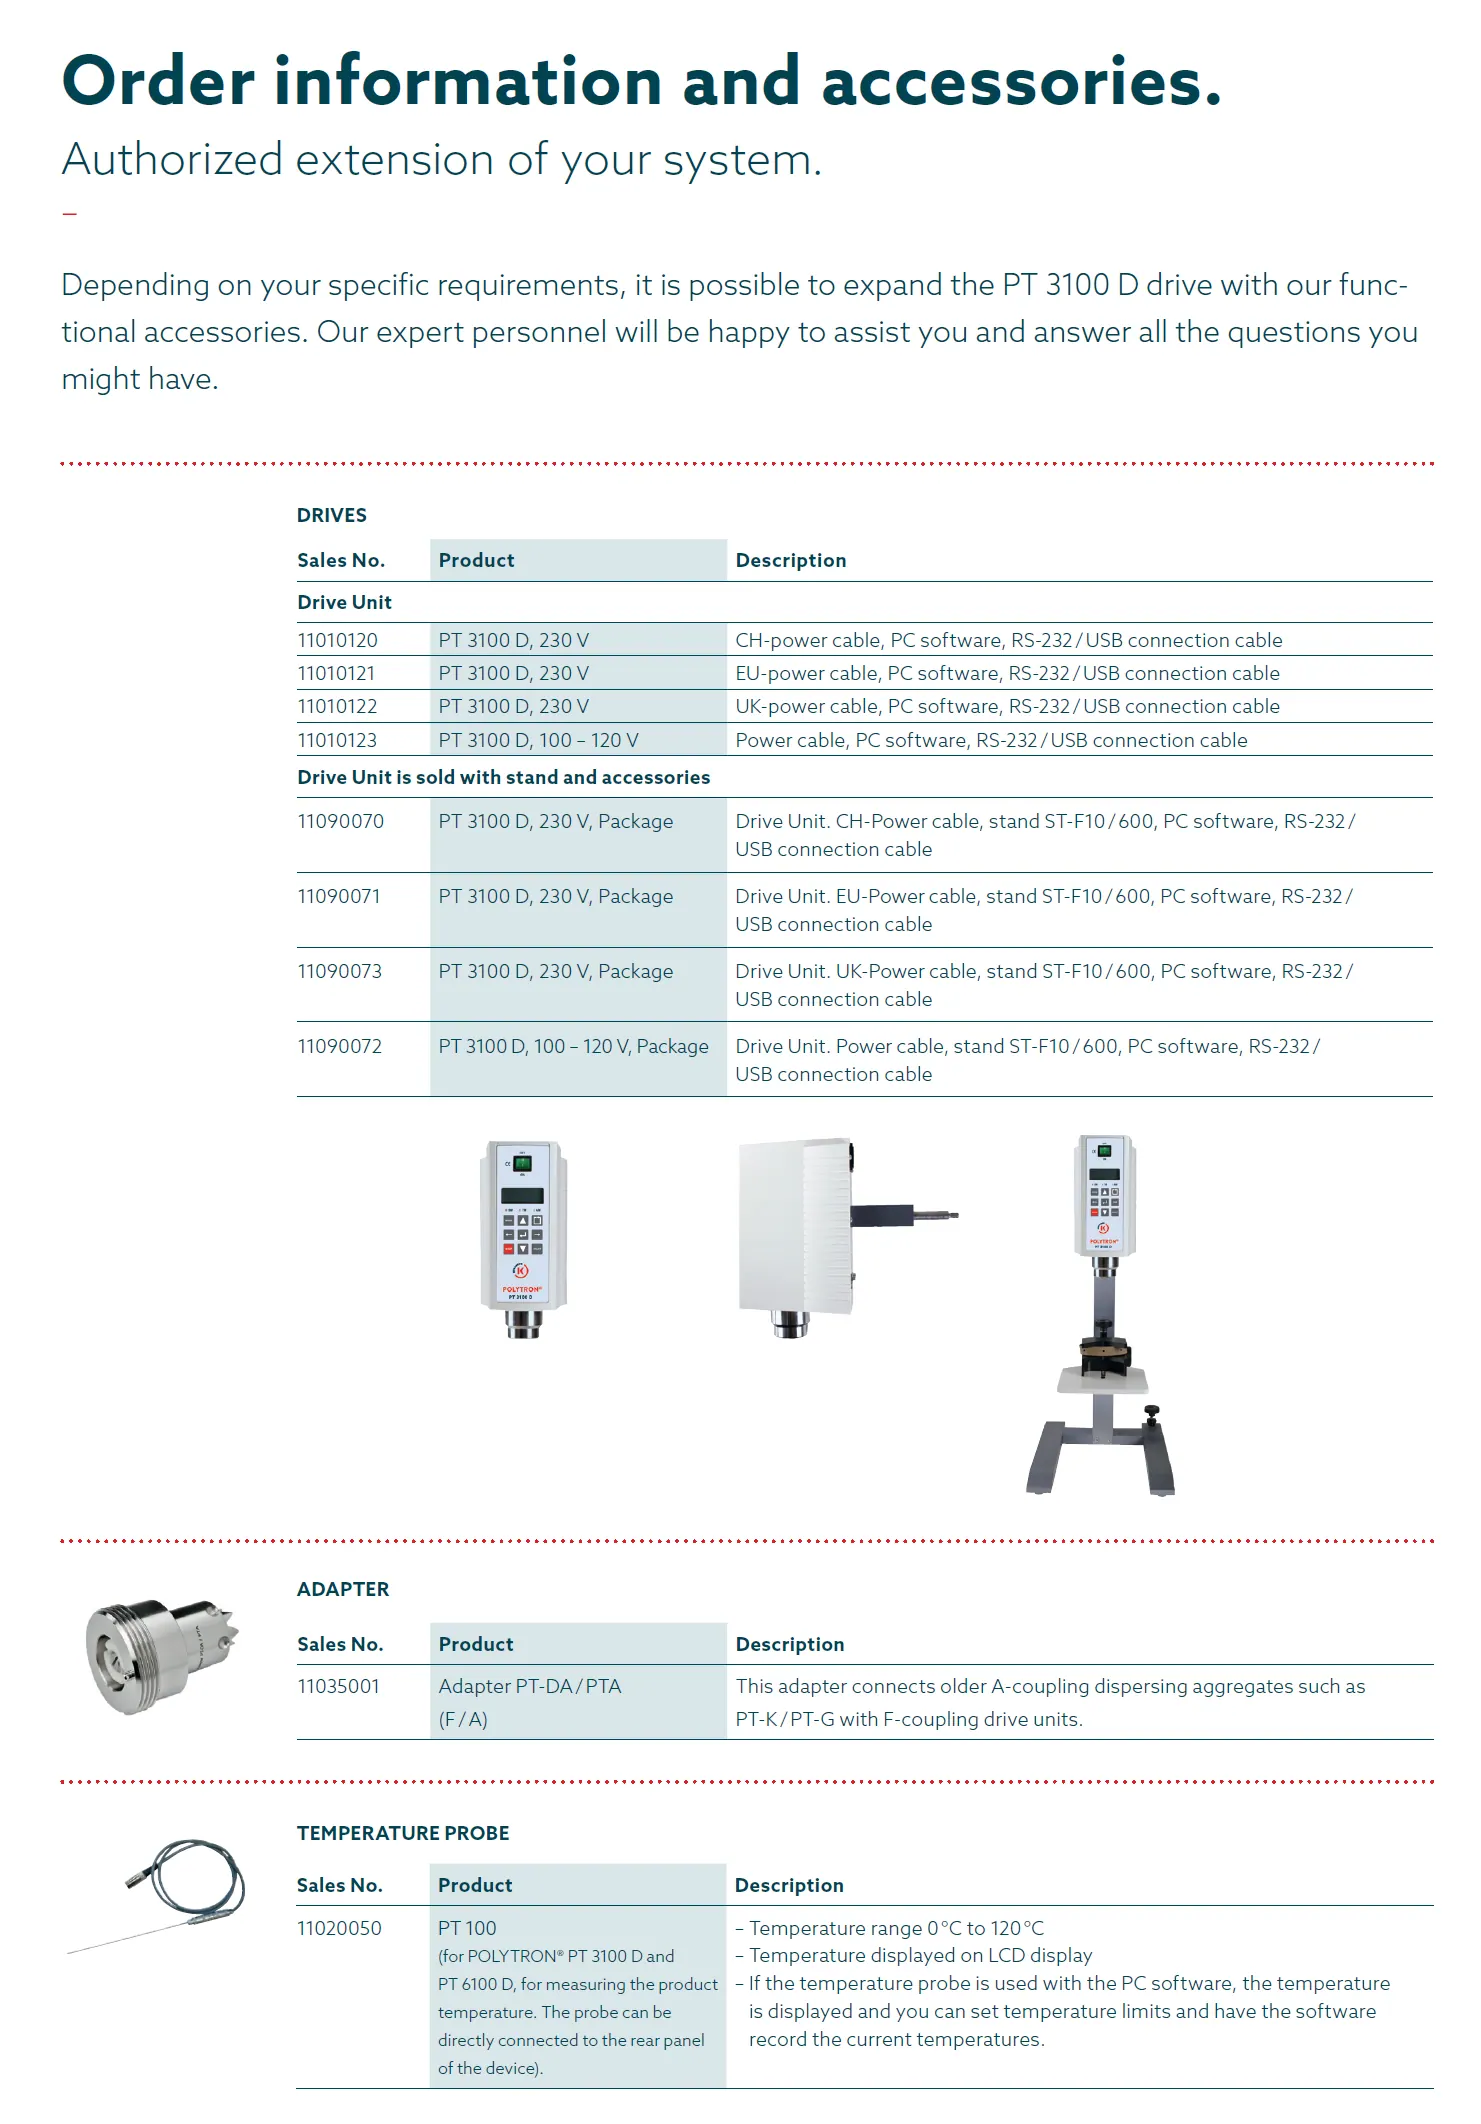 Order information and accessories.
Authorized extension of your system.
–
Depending on your specific requirements, it is possible to expand the PT 3100 D drive with our func-
tional accessories. Our expert personnel will be happy to assist you and answer all the questions you
might have.
DRIVES
Sales No. Product Description
Drive Unit
11010120 PT 3100 D, 230 V CH-power cable, PC software, RS-232/USB connection cable
11010121 PT 3100 D, 230 V EU-power cable, PC software, RS-232/USB connection cable
11010122 PT 3100 D, 230 V UK-power cable, PC software, RS-232/USB connection cable
11010123 PT 3100 D, 100 – 120 V Power cable, PC software, RS-232/USB connection cable
Drive Unit is sold with stand and accessories
11090070 PT 3100 D, 230 V, Package Drive Unit. CH-Power cable, stand ST-F10/600, PC software, RS-232/
USB connection cable
11090071 PT 3100 D, 230 V, Package Drive Unit. EU-Power cable, stand ST-F10/600, PC software, RS-232/
USB connection cable
11090073 PT 3100 D, 230 V, Package Drive Unit. UK-Power cable, stand ST-F10/600, PC software, RS-232/
USB connection cable
11090072 PT 3100 D, 100 – 120 V, Package Drive Unit. Power cable, stand ST-F10/600, PC software, RS-232/
USB connection cable
K
POLYTRON®
PT 3100 D
K
POLYTRON®
PT 3100 D
ADAPTER
Sales No. Product Description
11035001 Adapter PT-DA/PTA This adapter connects older A-coupling dispersing aggregates such as
(F/A) PT-K/PT-G with F-coupling drive units.
TEMPERATURE PROBE
Sales No. Product Description
11020050 PT 100 – Temperature range 0 °C to 120 °C
(for POLYTRON® PT 3100 D and – Temperature displayed on LCD display
PT 6100 D, for measuring the product – If the temperature probe is used with the PC software, the temperature
temperature. The probe can be is displayed and you can set temperature limits and have the software
directly connected to the rear panel record the current temperatures.
of the device).